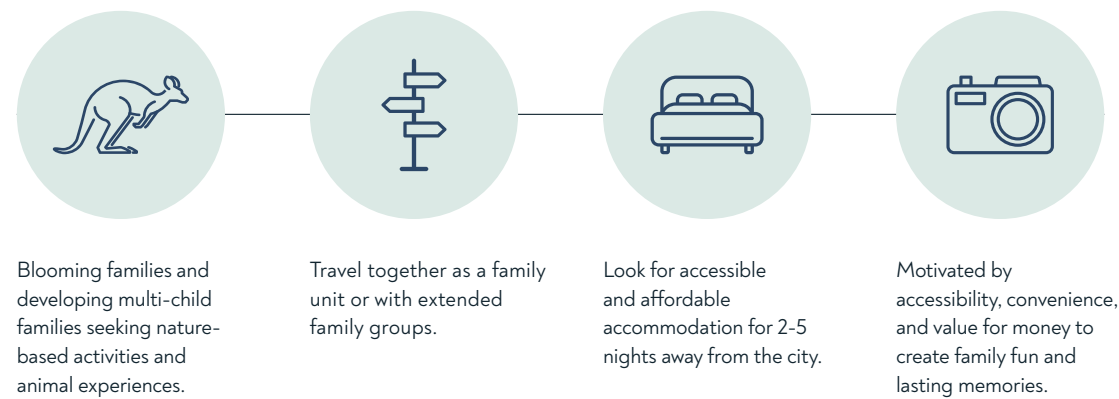 Blooming families and
developing multi-child
families seeking nature-
based activities and
animal experiences.
Travel together as a family
unit or with extended
family groups.
Look for accessible
and affordable
accommodation for 2-5
nights away from the city.
Motivated by
accessibility, convenience,
and value for money to
create family fun and
lasting memories.